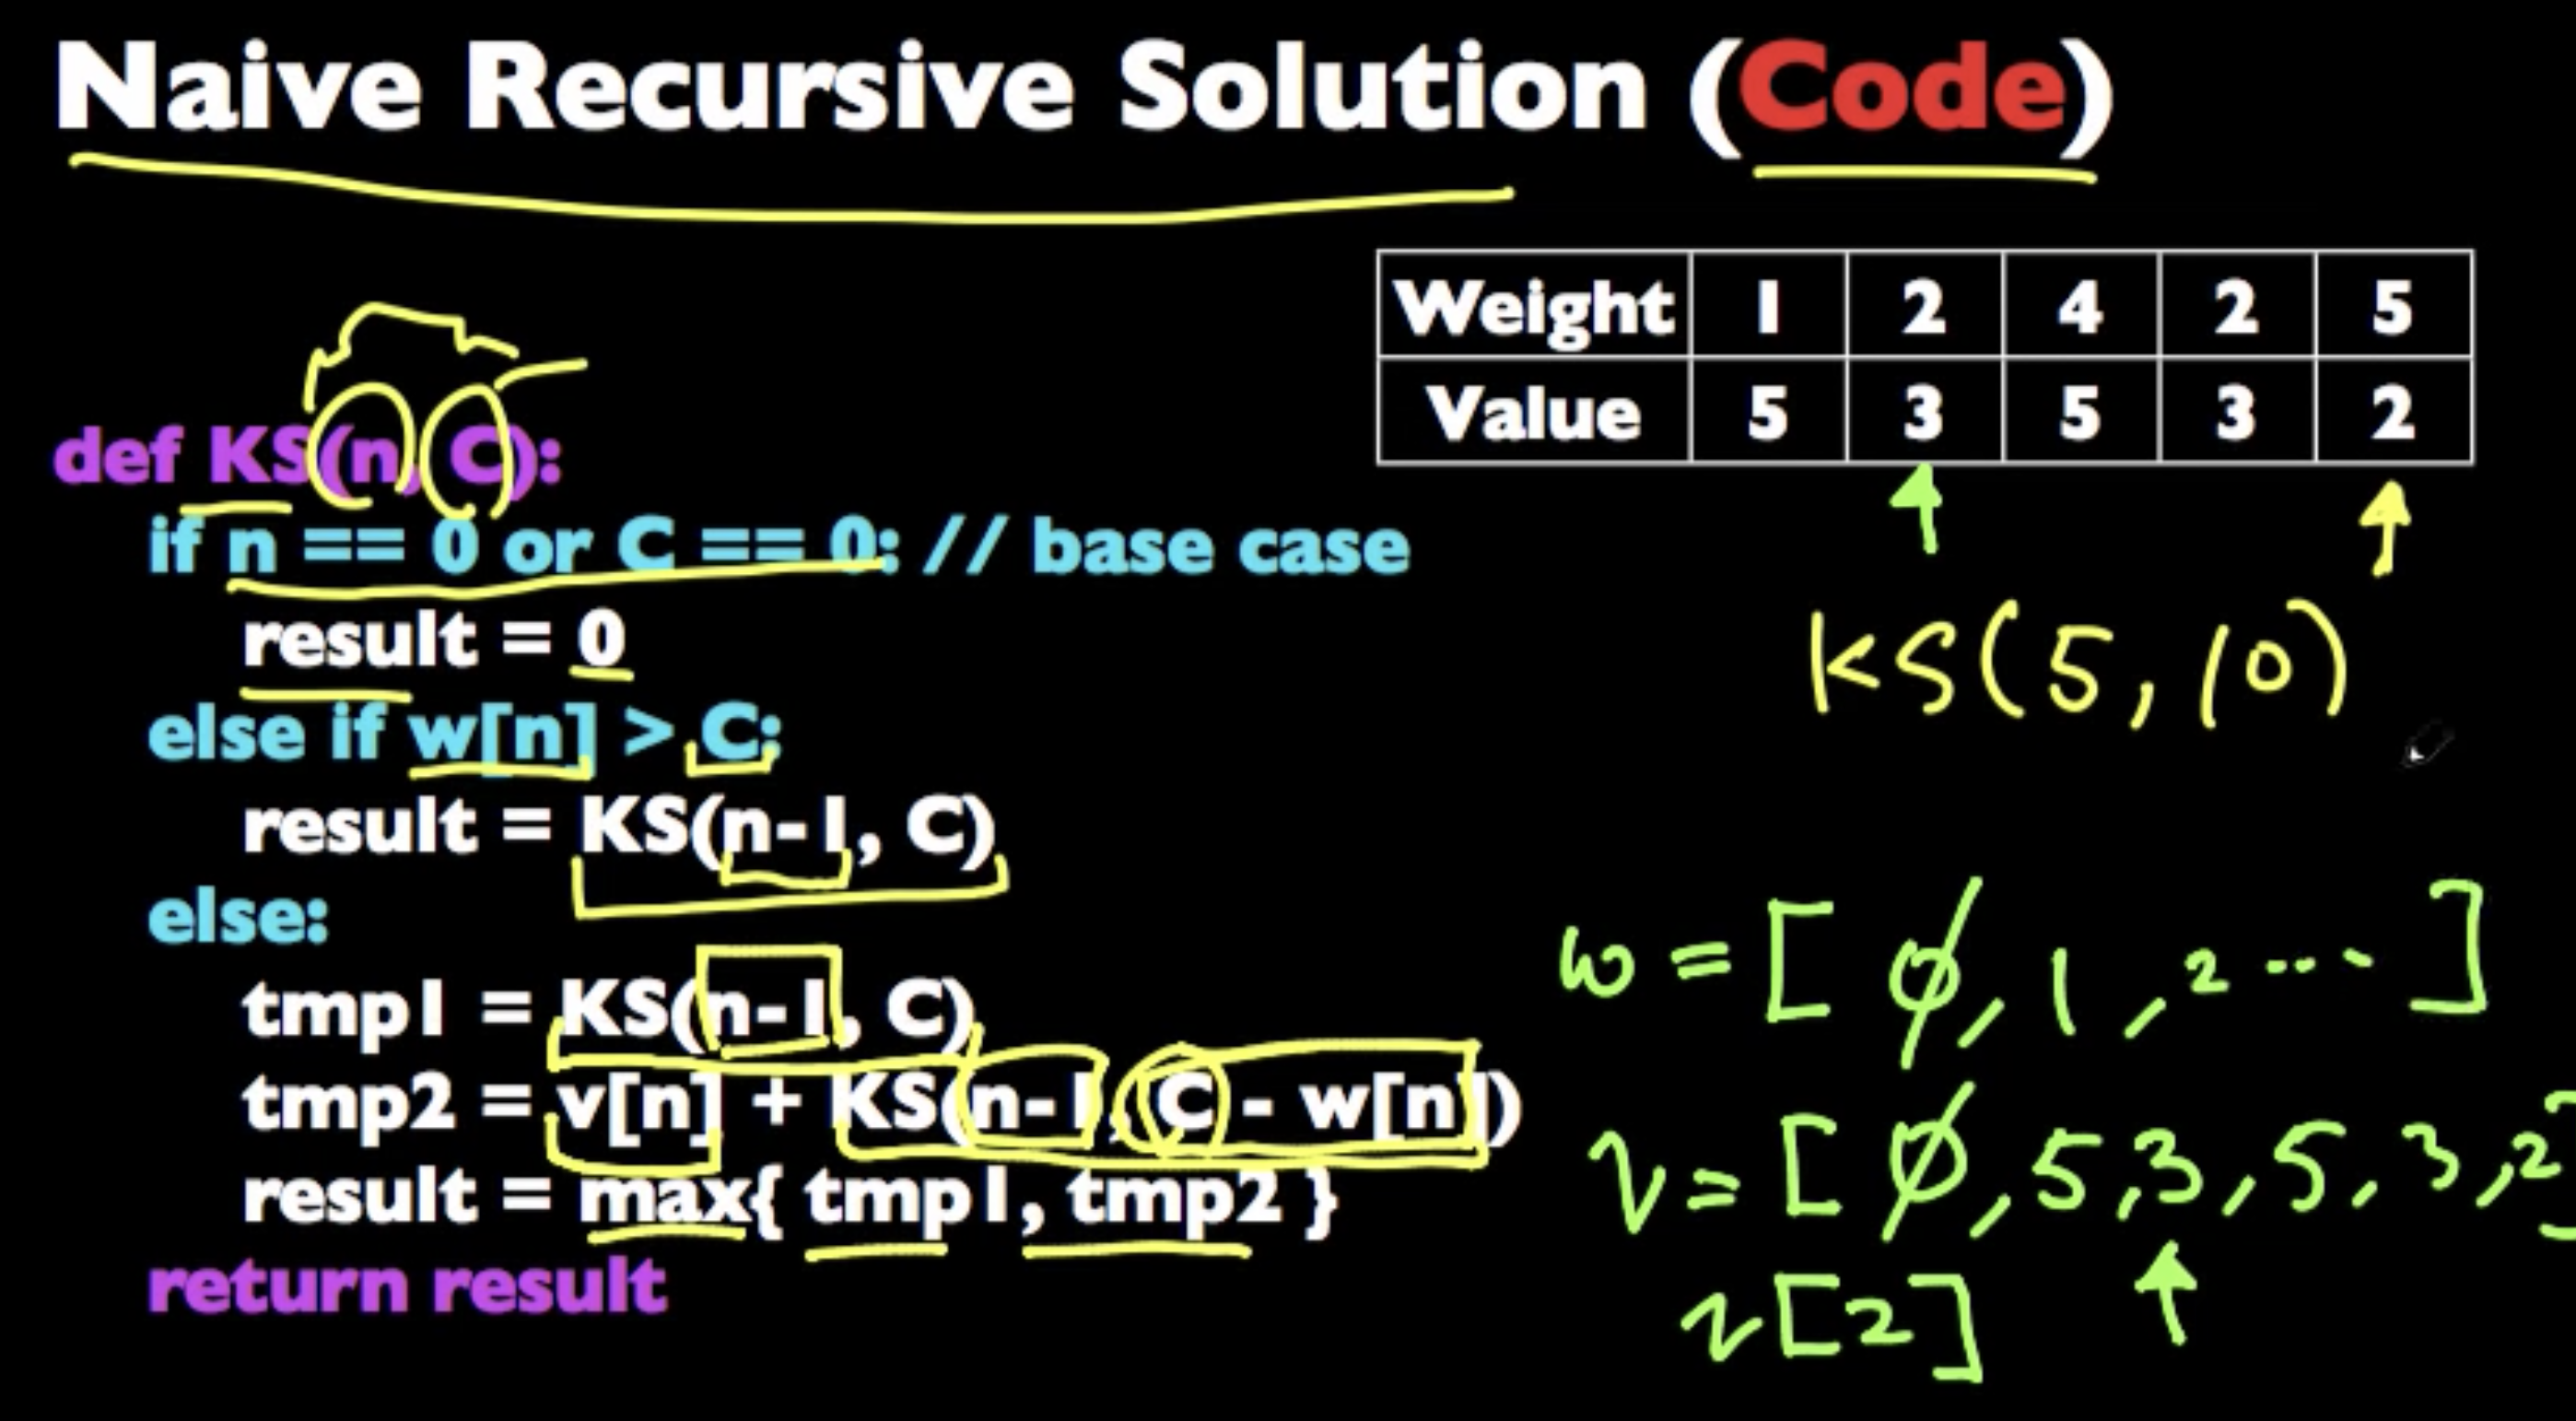 Naive Recursive Solution (Code)
Weight 1 2 4 2 5
Value 5 3 5 3 2
def KS(n, C):
if n == 0 or C == 0: // base case
result = 0
else if w[n] > C:
result = KS(n-1, C)
else:
tmp1 = KS(n-1, C)
tmp2 = v[n] + KS(n-1, C - w[n])
result = max{ tmp1, tmp2 }
return result
KS(5, 10)
w = [ ϕ, 1, 2 ... ]
v = [ ϕ, 5, 3, 5, 3, 2]
v[2]